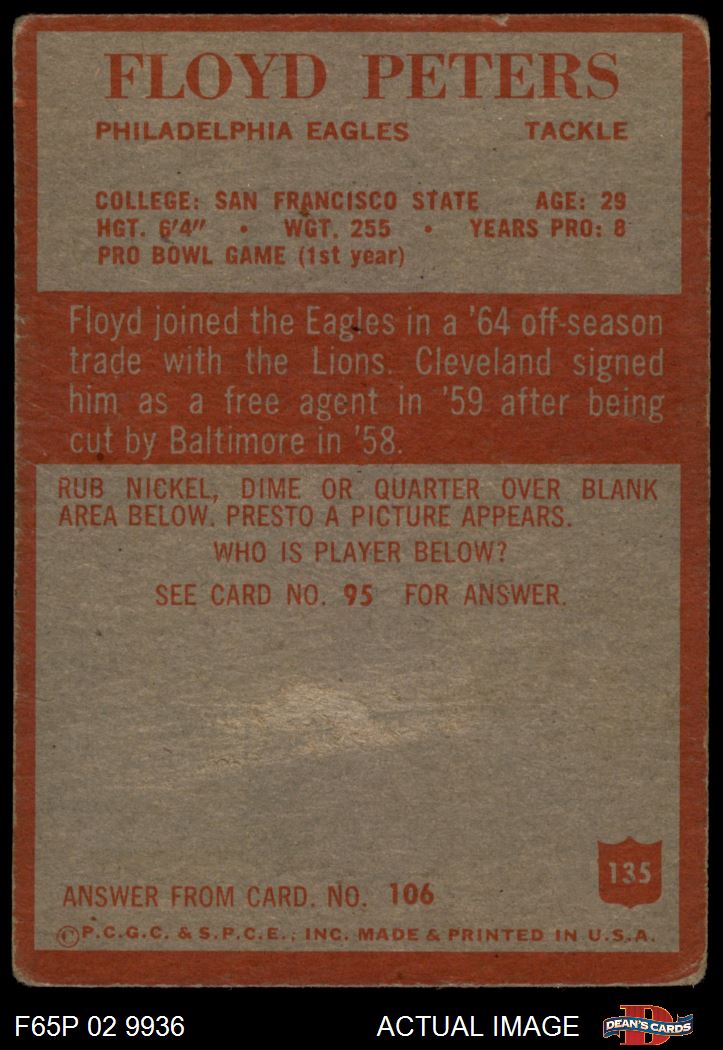 FLOYD PETERS
PHILADELPHIA EAGLES TACKLE
COLLEGE: SAN FRANCISCO STATE AGE: 29
HGT. 6'4" • WGT. 255 • YEARS PRO: 8
PRO BOWL GAME (1st year)
Floyd joined the Eagles in a '64 off-season
trade with the Lions. Cleveland signed
him as a free agent in '59 after being
cut by Baltimore in '58.
RUB NICKEL, DIME OR QUARTER OVER BLANK
AREA BELOW. PRESTO A PICTURE APPEARS.
WHO IS PLAYER BELOW?
SEE CARD NO. 95 FOR ANSWER.
135
ANSWER FROM CARD. NO. 106
©P.C.G.C. & S.P.C.E., INC. MADE & PRINTED IN U.S.A.
F65P 02 9936 ACTUAL IMAGE D DEAN'S CARDS